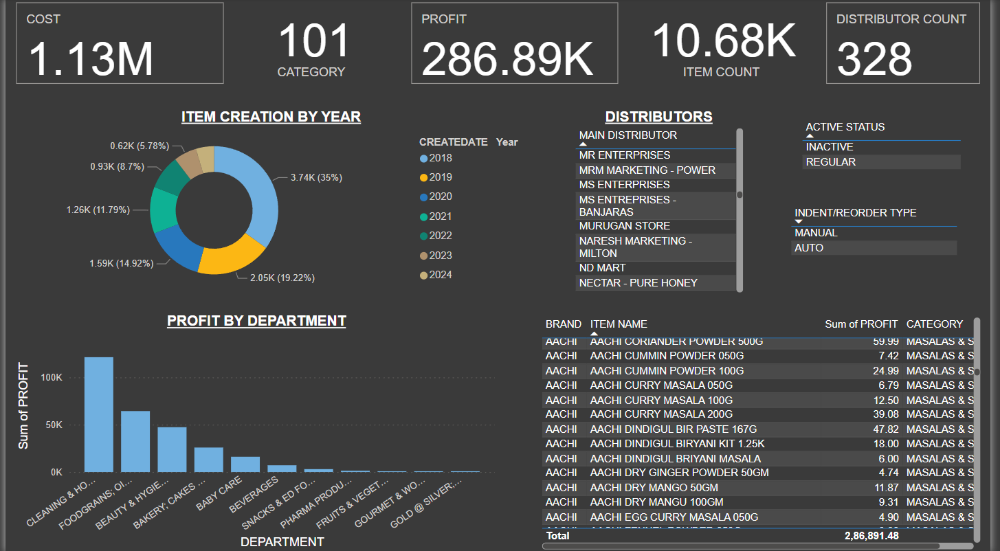 COST
1.13M
101
CATEGORY
PROFIT
286.89K
10.68K
ITEM COUNT
DISTRIBUTOR COUNT
328
ITEM CREATION BY YEAR
0.62K (5.78%)
0.93K (8.7%)
1.26K (11.79%)
1.59K (14.92%)
3.74K (35%)
2.05K (19.22%)
CREATEDATE Year
2018
2019
2020
2021
2022
2023
2024
DISTRIBUTORS
MAIN DISTRIBUTOR
MR ENTERPRISES
MRM MARKETING - POWER
MS ENTERPRISES
MS ENTREPRISES -
BANJARAS
MURUGAN STORE
NARESH MARKETING -
MILTON
ND MART
NECTAR - PURE HONEY
ACTIVE STATUS
INACTIVE
REGULAR
INDENT/REORDER TYPE
MANUAL
AUTO
PROFIT BY DEPARTMENT
Sum of PROFIT
100K
50K
0K
CLEANING & HO...
FOODGRAINS; OI...
BEAUTY & HYGIE...
BAKERY; CAKES ...
BABY CARE
BEVERAGES
SNACKS & ED FO...
PHARMA PRODU...
FRUITS & VEGET...
GOURMET & WO...
GOLD @ SILVER;...
DEPARTMENT
BRAND ITEM NAME Sum of PROFIT CATEGORY
AACHI AACHI CORIANDER POWDER 500G 59.99 MASALAS & S
AACHI AACHI CUMMIN POWDER 050G 7.42 MASALAS & S
AACHI AACHI CUMMIN POWDER 100G 24.99 MASALAS & S
AACHI AACHI CURRY MASALA 050G 6.79 MASALAS & S
AACHI AACHI CURRY MASALA 100G 12.50 MASALAS & S
AACHI AACHI CURRY MASALA 200G 39.08 MASALAS & S
AACHI AACHI DINDIGUL BIR PASTE 167G 47.82 MASALAS & S
AACHI AACHI DINDIGUL BIRYANI KIT 1.25K 18.00 MASALAS & S
AACHI AACHI DINDIGUL BRIYANI MASALA 6.00 MASALAS & S
AACHI AACHI DRY GINGER POWDER 50GM 4.74 MASALAS & S
AACHI AACHI DRY MANGO 50GM 11.87 MASALAS & S
AACHI AACHI DRY MANGU 100GM 9.31 MASALAS & S
AACHI AACHI EGG CURRY MASALA 050G 4.90 MASALAS & S
Total 2,86,891.48